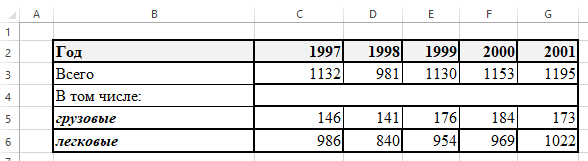 A B C D E F G
1
2 Год 1997 1998 1999 2000 2001
3 Всего 1132 981 1130 1153 1195
4 В том числе:
5 грузовые 146 141 176 184 173
6 легковые 986 840 954 969 1022